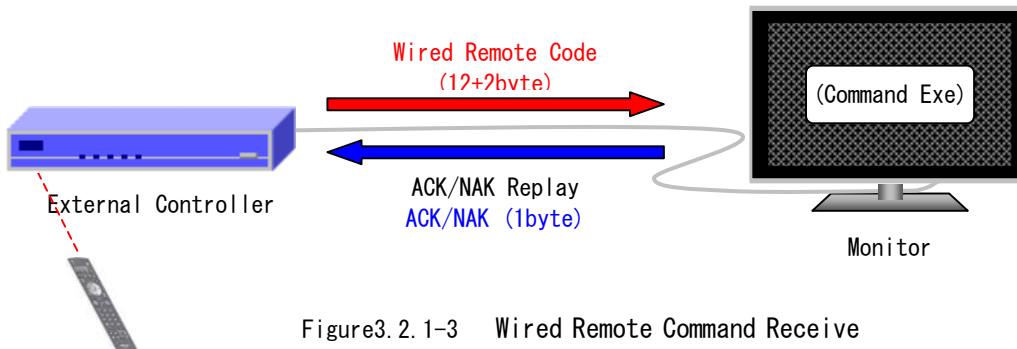 Wired Remote Code
(12+2byte)
(Command Exe)
External Controller
ACK/NAK Replay
ACK/NAK (1byte)
Monitor
Figure3.2.1-3 Wired Remote Command Receive